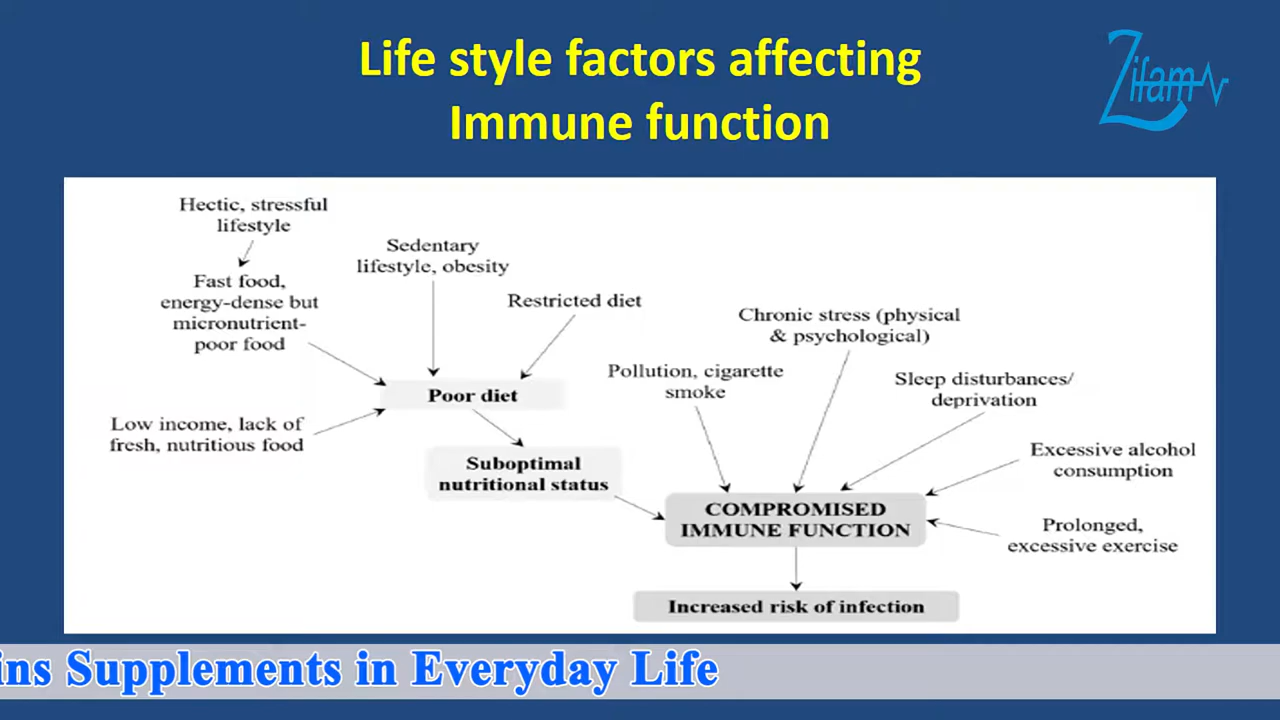 Life style factors affecting
Immune function
Zifam
Hectic, stressful
lifestyle
Fast food,
energy-dense but
micronutrient-
poor food
Low income, lack of
fresh, nutritious food
Sedentary
lifestyle, obesity
Restricted diet
Poor diet
Suboptimal
nutritional status
Pollution, cigarette
smoke
Chronic stress (physical
& psychological)
Sleep disturbances/
deprivation
Excessive alcohol
consumption
Prolonged,
excessive exercise
COMPROMISED
IMMUNE FUNCTION
Increased risk of infection
ins Supplements in Everyday Life